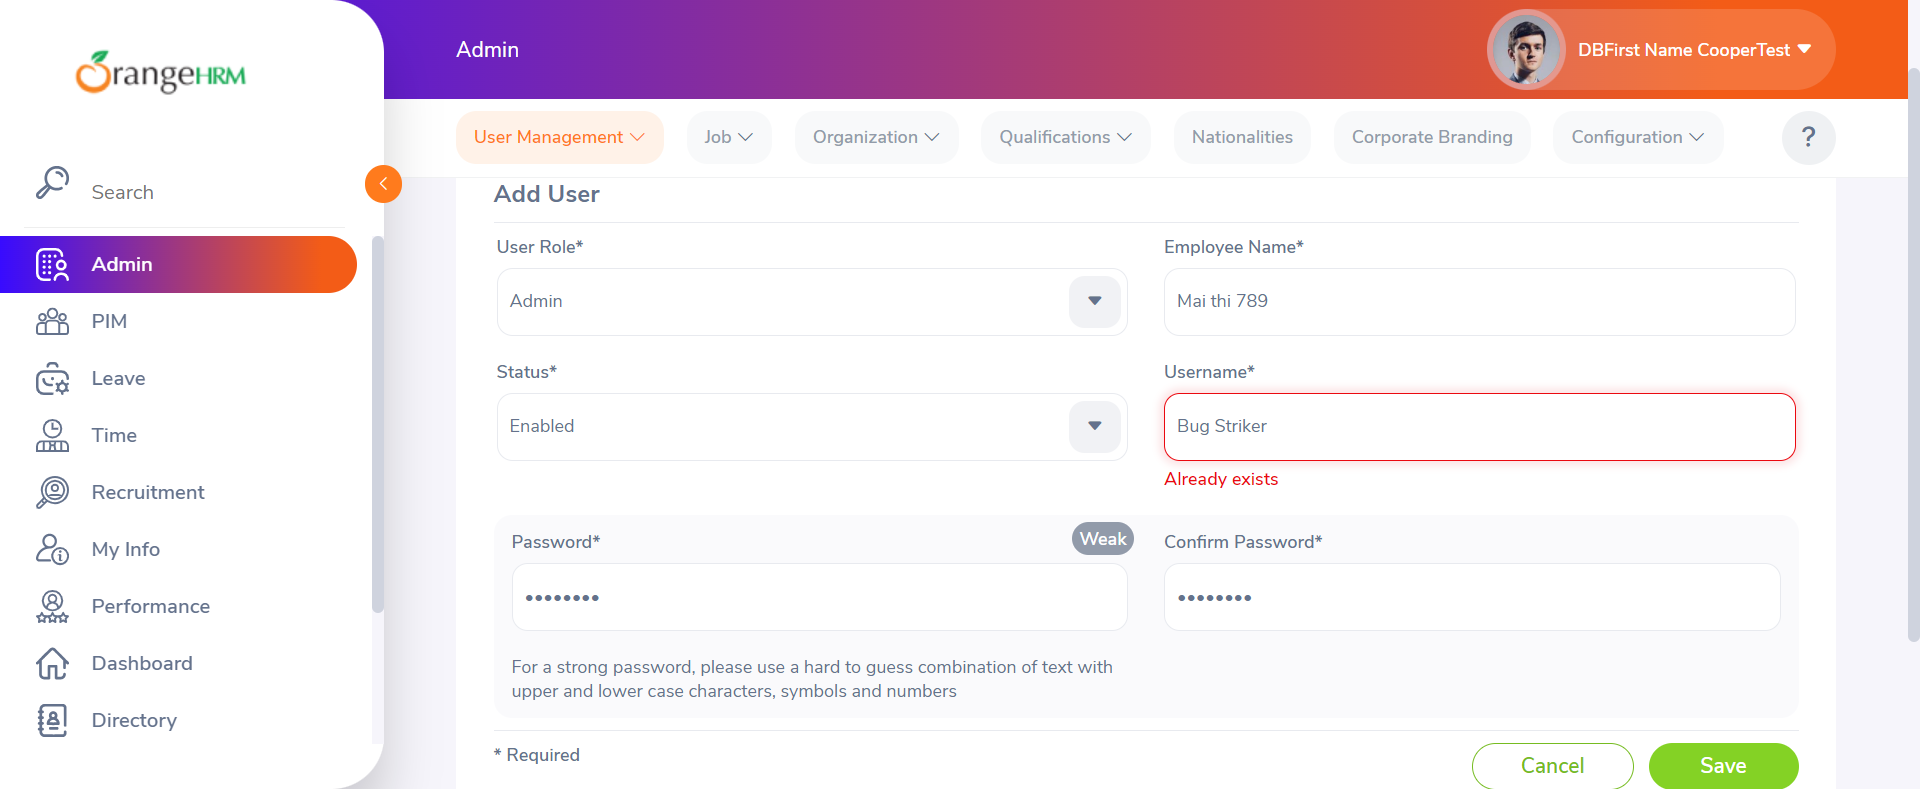 OrangeHRM
Search
Admin
PIM
Leave
Time
Recruitment
My Info
Performance
Dashboard
Directory
Admin
DBFirst Name CooperTest
User Management
Job
Organization
Qualifications
Nationalities
Corporate Branding
Configuration
?
Add User
User Role*
Admin
Employee Name*
Mai thi 789
Status*
Enabled
Username*
Bug Striker
Already exists
Password*
Weak
••••••••
For a strong password, please use a hard to guess combination of text with
upper and lower case characters, symbols and numbers
Confirm Password*
••••••••
* Required
Cancel
Save